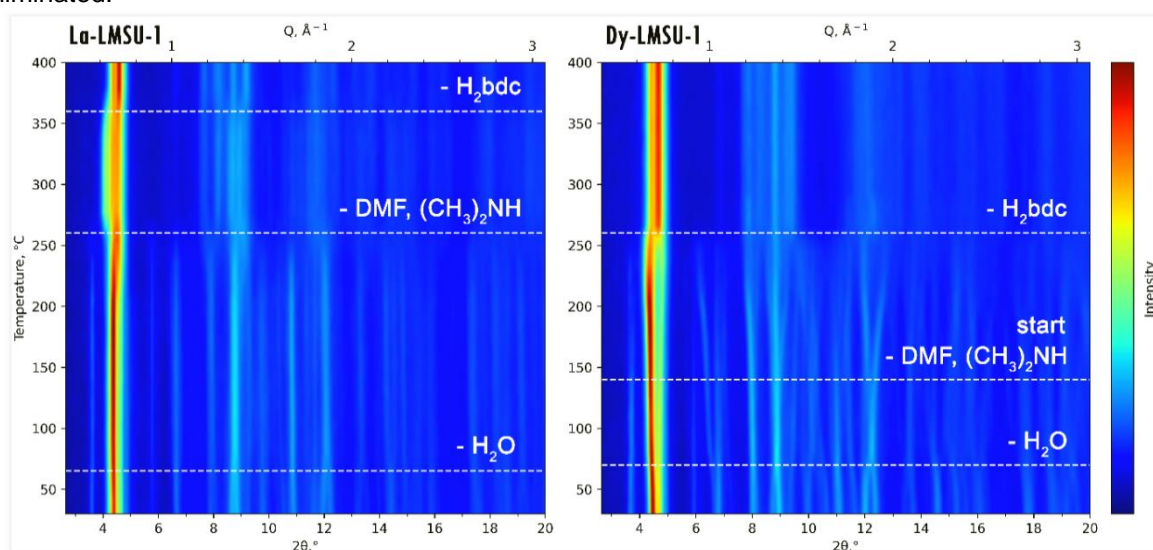 iminated.
La-LMSU-1
Q, Å⁻¹
1 2 3
Dy-LMSU-1
Q, Å⁻¹
1 2 3
Temperature, °C
400
350
300
250
200
150
100
50
- H₂bdc
- DMF, (CH₃)₂NH
- H₂O
4 6 8 10 12 14 16 18 20
2θ,°
400
350
300
250
200
150
100
50
- H₂bdc
start
- DMF, (CH₃)₂NH
- H₂O
4 6 8 10 12 14 16 18 20
2θ,°
Intensity